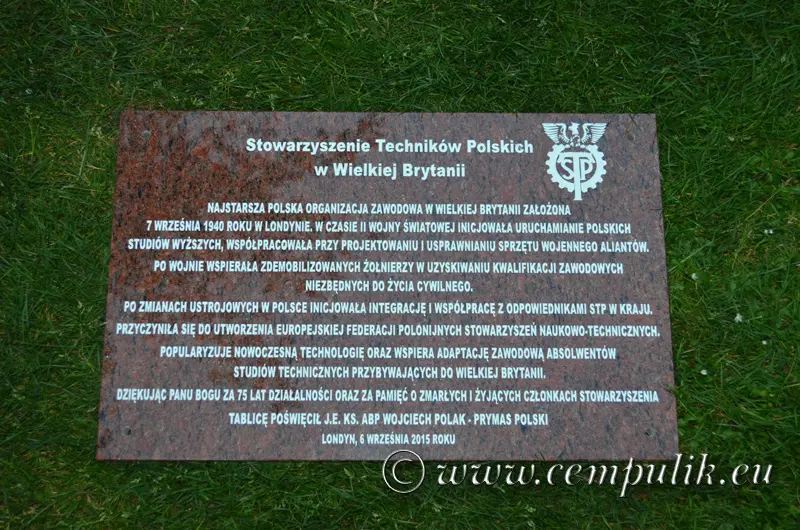 Stowarzyszenie Techników Polskich
w Wielkiej Brytanii
STP
NAJSTARSZA POLSKA ORGANIZACJA ZAWODOWA W WIELKIEJ BRYTANII ZAŁOŻONA
7 WRZEŚNIA 1940 ROKU W LONDYNIE. W CZASIE II WOJNY ŚWIATOWEJ INICJOWAŁA URUCHAMIANIE POLSKICH
STUDIÓW WYŻSZYCH, WSPÓŁPRACOWAŁA PRZY PROJEKTOWANIU I USPRAWNIANIU SPRZĘTU WOJENNEGO ALIANTÓW.
PO WOJNIE WSPIERAŁA ZDEMOBILIZOWANYCH ŻOŁNIERZY W UZYSKIWANIU KWALIFIKACJI ZAWODOWYCH
NIEZBĘDNYCH DO ŻYCIA CYWILNEGO.
PO ZMIANACH USTROJOWYCH W POLSCE INICJOWAŁA INTEGRACJĘ I WSPÓŁPRACĘ Z ODPOWIEDNIKAMI STP W KRAJU.
PRZYCZYNIŁA SIĘ DO UTWORZENIA EUROPEJSKIEJ FEDERACJI POLONIJNYCH STOWARZYSZEŃ NAUKOWO-TECHNICZNYCH.
POPULARYZUJE NOWOCZESNĄ TECHNOLOGIĘ ORAZ WSPIERA ADAPTACJĘ ZAWODOWĄ ABSOLWENTÓW
STUDIÓW TECHNICZNYCH PRZYBYWAJĄCYCH DO WIELKIEJ BRYTANII.
DZIĘKUJĄC PANU BOGU ZA 75 LAT DZIAŁALNOŚCI ORAZ ZA PAMIĘĆ O ZMARŁYCH I ŻYJĄCYCH CZŁONKACH STOWARZYSZENIA
TABLICĘ POŚWIĘCIŁ J.E. KS. ABP WOJCIECH POLAK - PRYMAS POLSKI
LONDYN, 6 WRZEŚNIA 2015 ROKU
© www.cempulik.eu